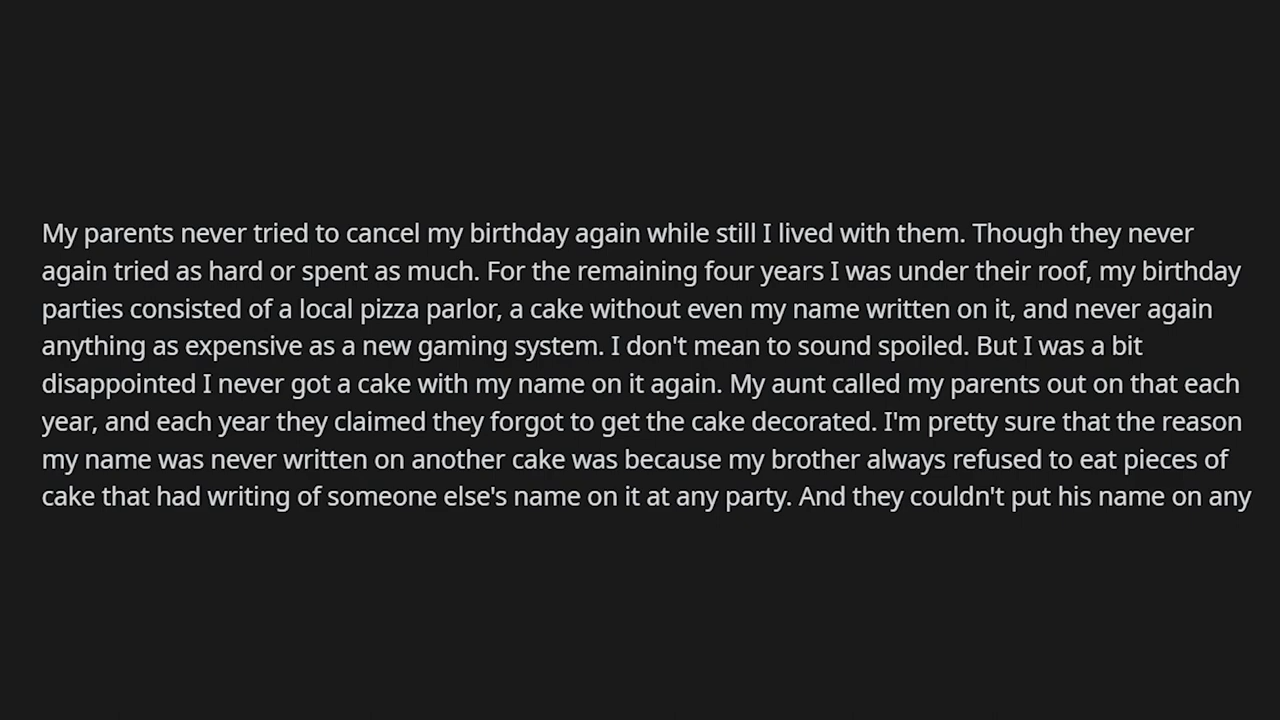 My parents never tried to cancel my birthday again while still I lived with them. Though they never
again tried as hard or spent as much. For the remaining four years I was under their roof, my birthday
parties consisted of a local pizza parlor, a cake without even my name written on it, and never again
anything as expensive as a new gaming system. I don't mean to sound spoiled. But I was a bit
disappointed I never got a cake with my name on it again. My aunt called my parents out on that each
year, and each year they claimed they forgot to get the cake decorated. I'm pretty sure that the reason
my name was never written on another cake was because my brother always refused to eat pieces of
cake that had writing of someone else's name on it at any party. And they couldn't put his name on any